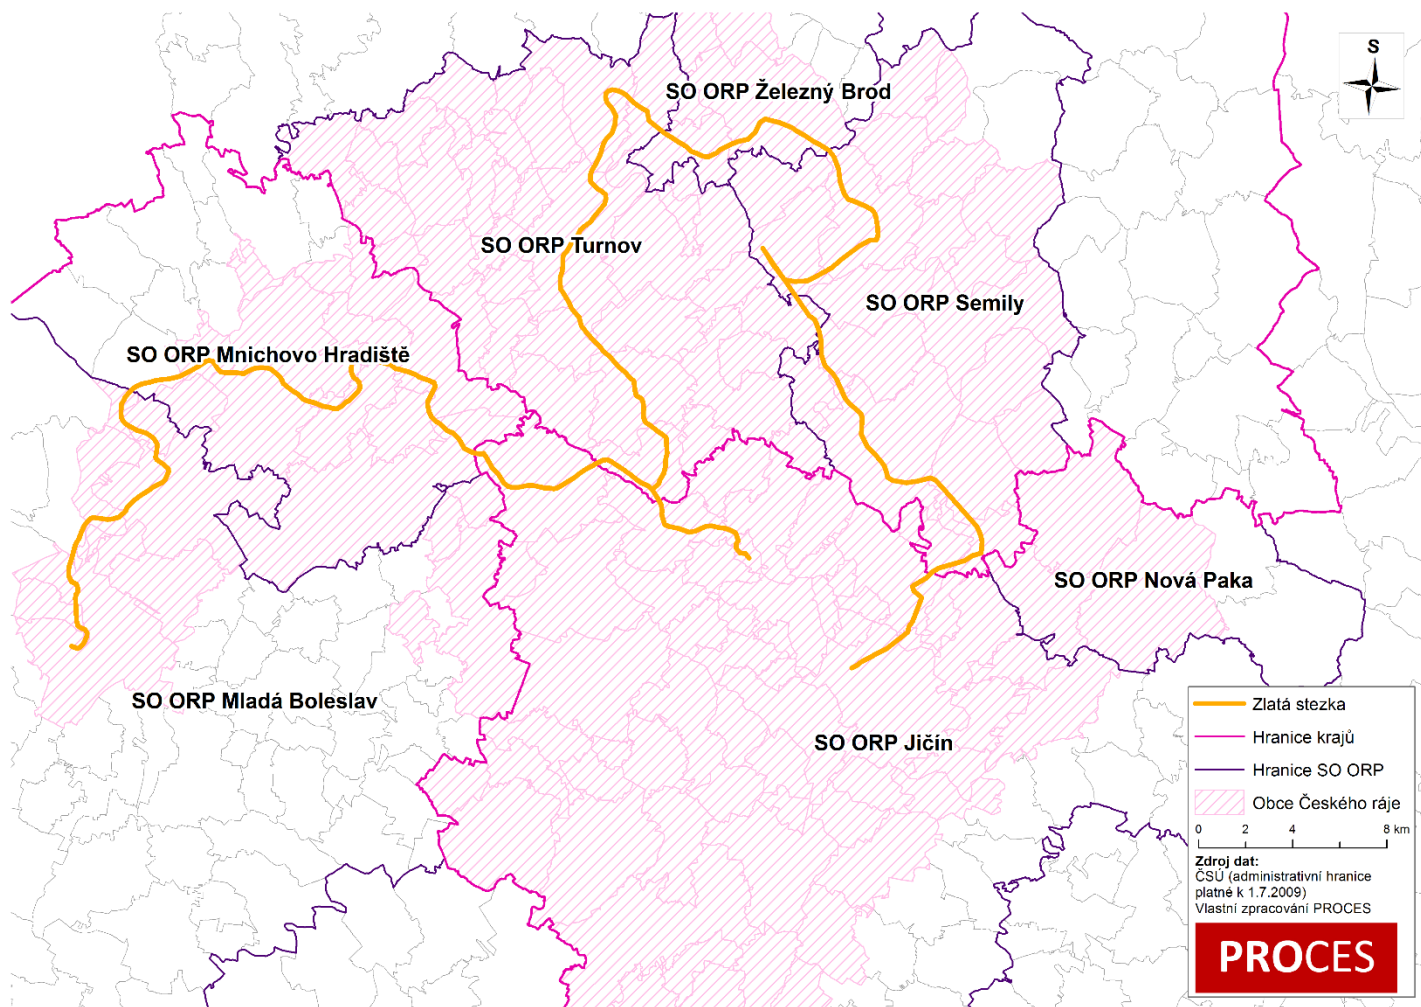 S
SO ORP Železný Brod
SO ORP Turnov
SO ORP Semily
SO ORP Mnichovo Hradiště
SO ORP Nová Paka
SO ORP Mladá Boleslav
SO ORP Jičín
Zlatá stezka
Hranice krajů
Hranice SO ORP
Obce Českého ráje
0 2 4 8 km
Zdroj dat:
ČSÚ (administrativní hranice
platné k 1.7.2009)
Vlastní zpracování PROCES
PROCES